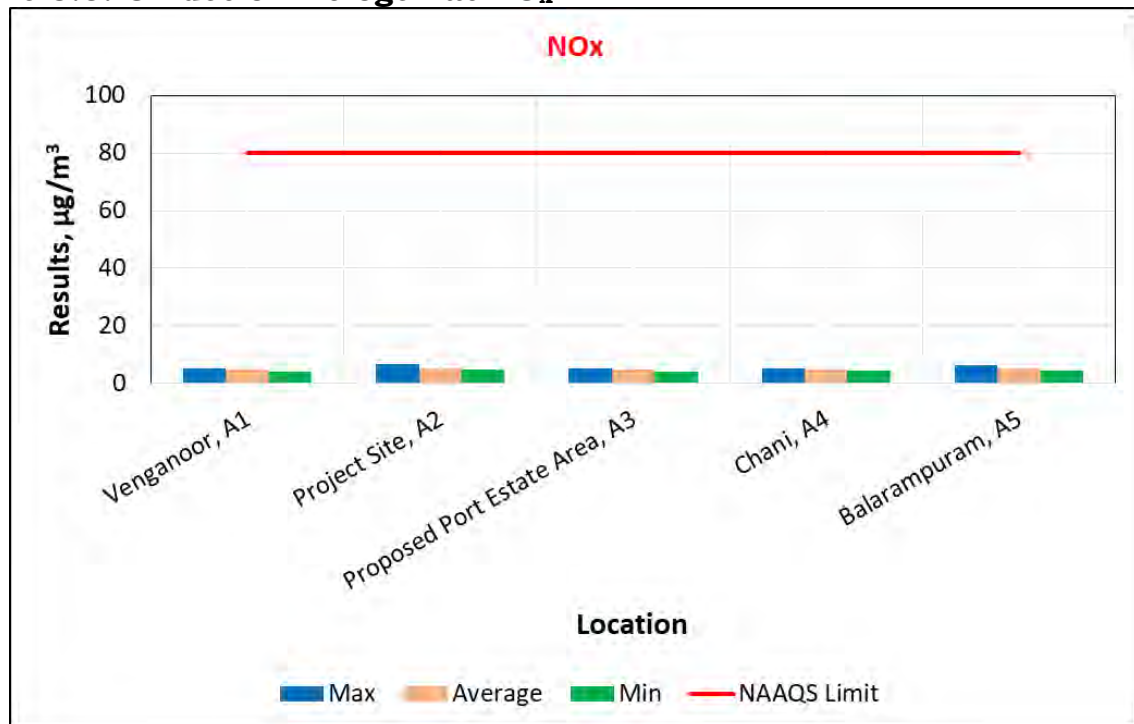 NOx
100
80
60
40
20
0
Results, µg/m³
Venganoor, A1
Project Site, A2
Proposed Port Estate Area, A3
Chani, A4
Balarampuram, A5
Location
Max Average Min NAAQS Limit